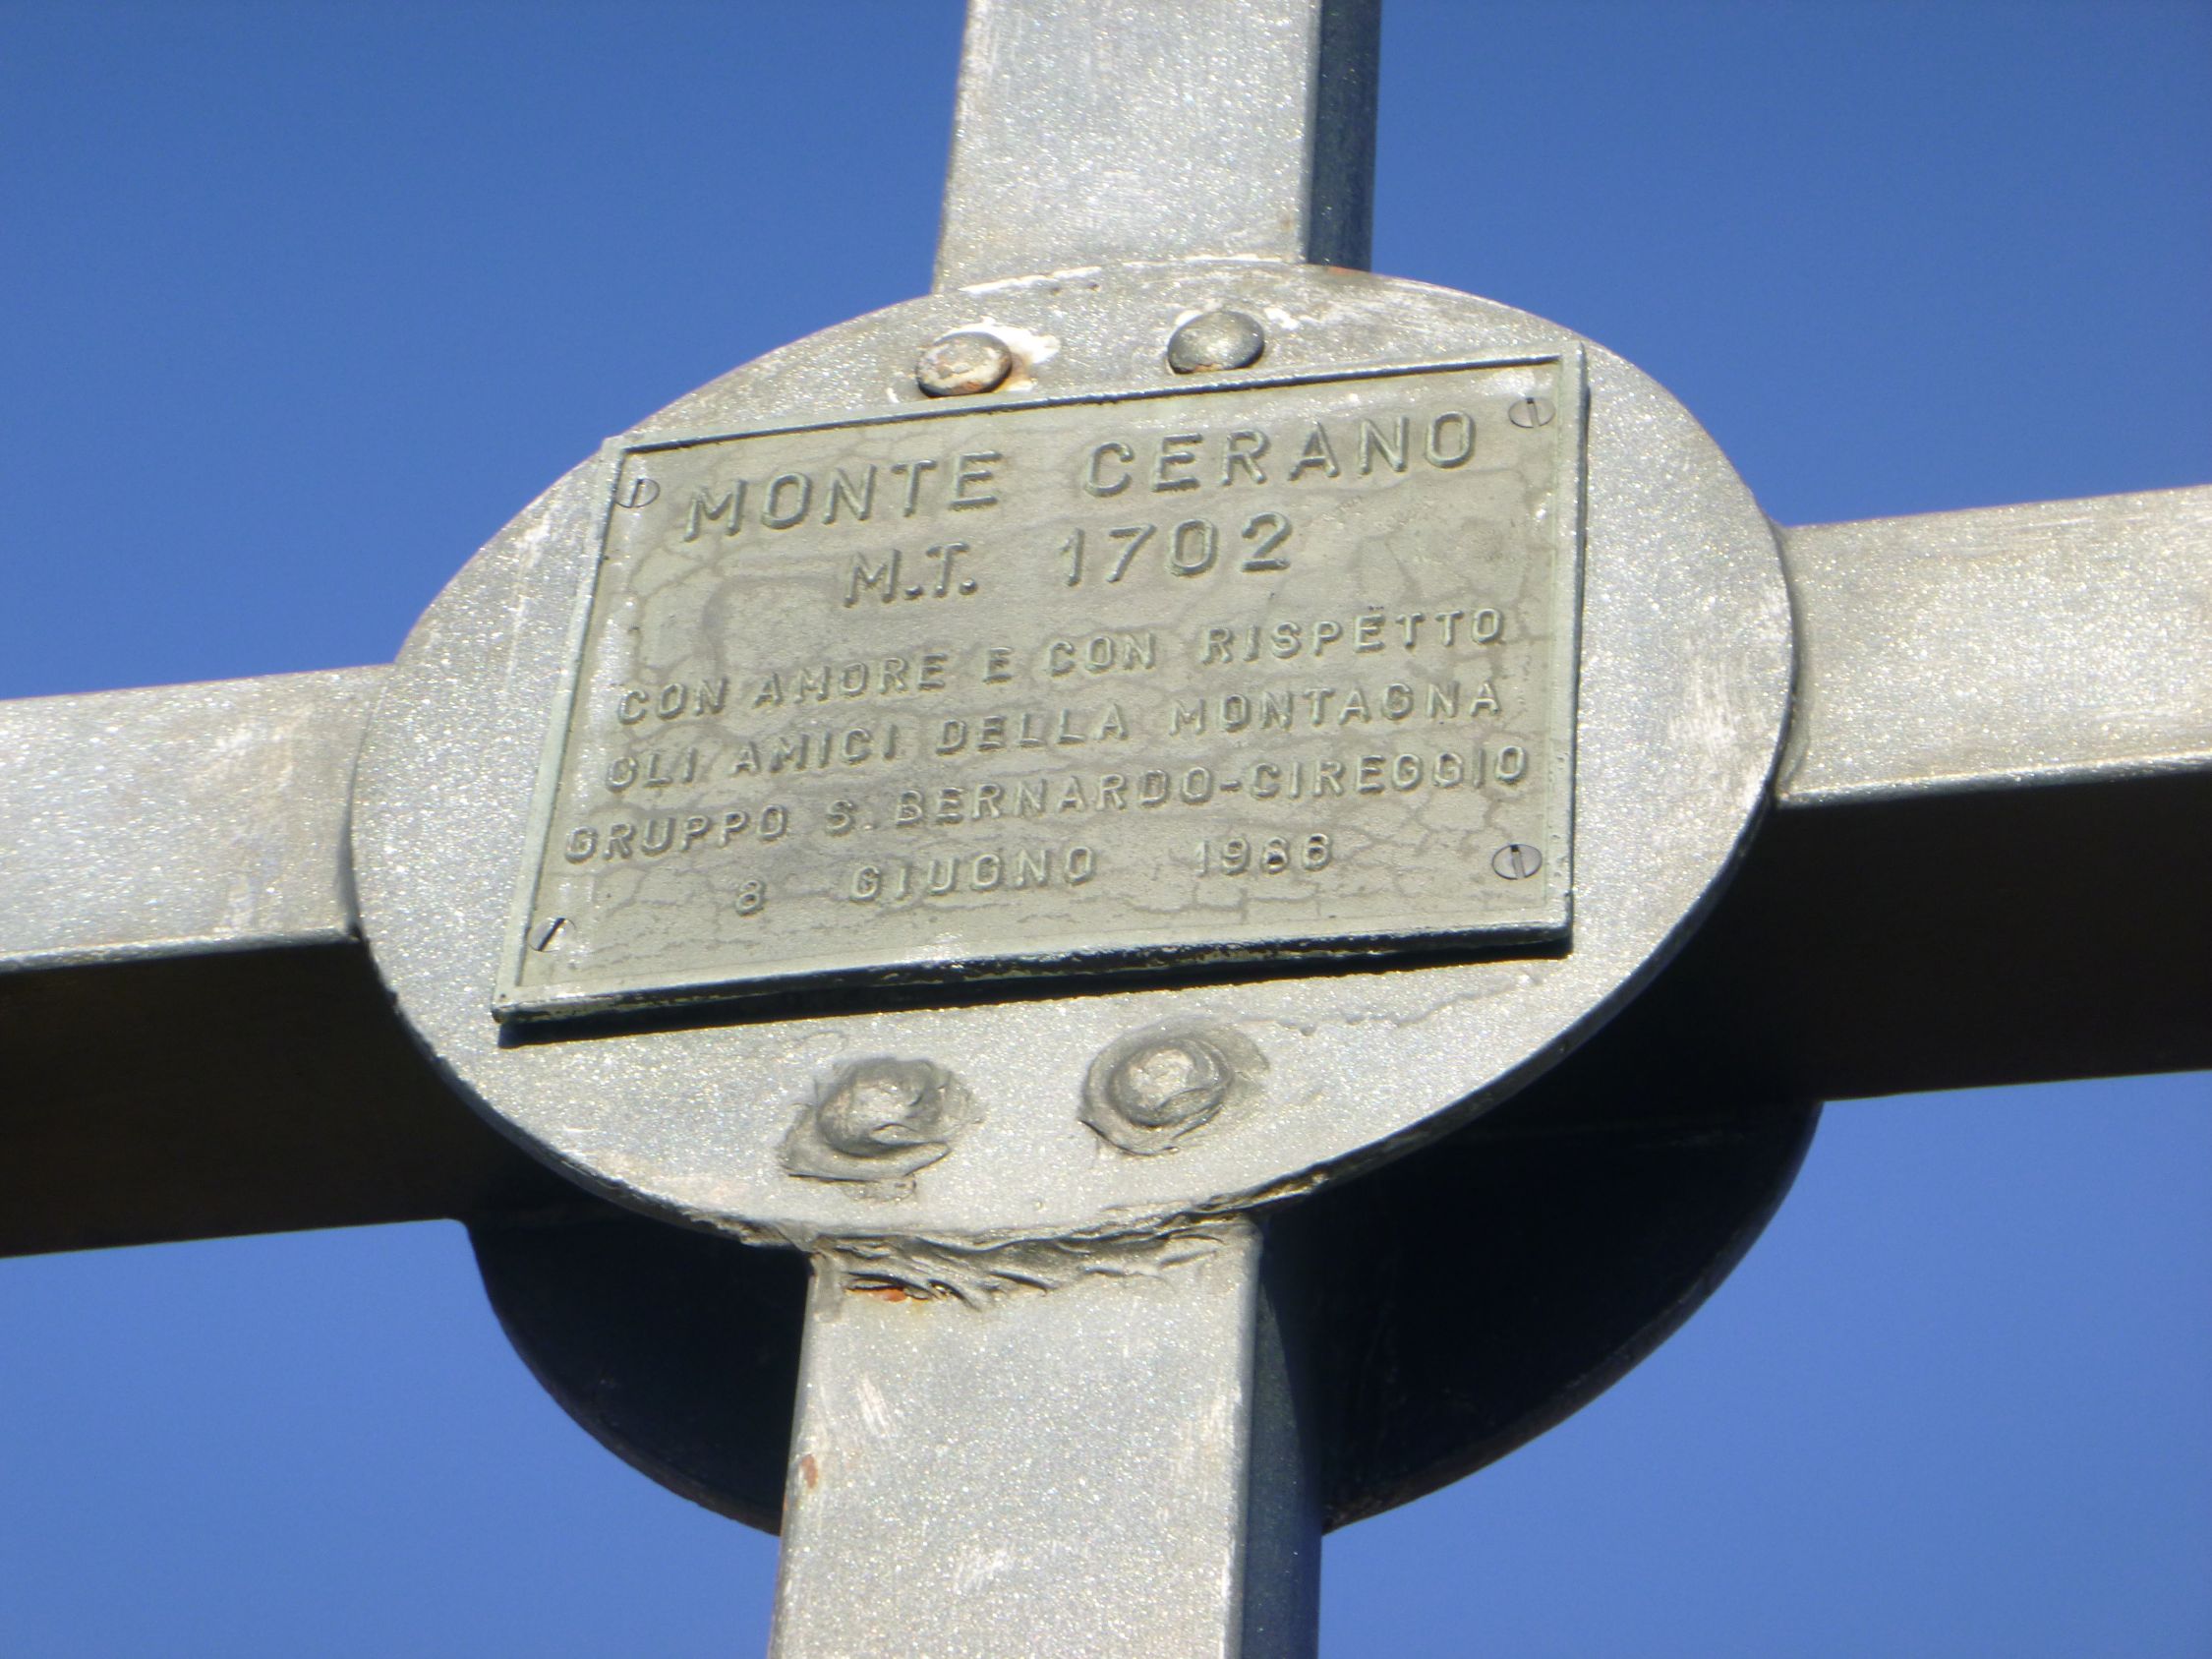 MONTE CERANO
M.T. 1702
CON AMORE E CON RISPETTO
GLI AMICI DELLA MONTAGNA
GRUPPO S. BERNARDO-CIREGGIO
8 GIUGNO 1986